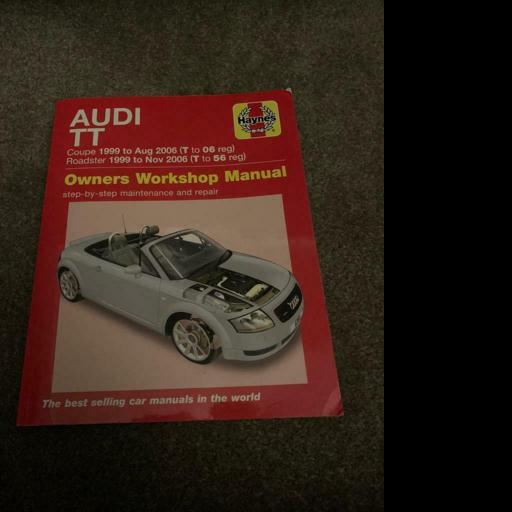 AUDI
TT
Haynes
Coupe 1999 to Aug 2006 (T to 06 reg)
Roadster 1999 to Nov 2006 (T to 56 reg)
Owners Workshop Manual
step-by-step maintenance and repair
The best selling car manuals in the world